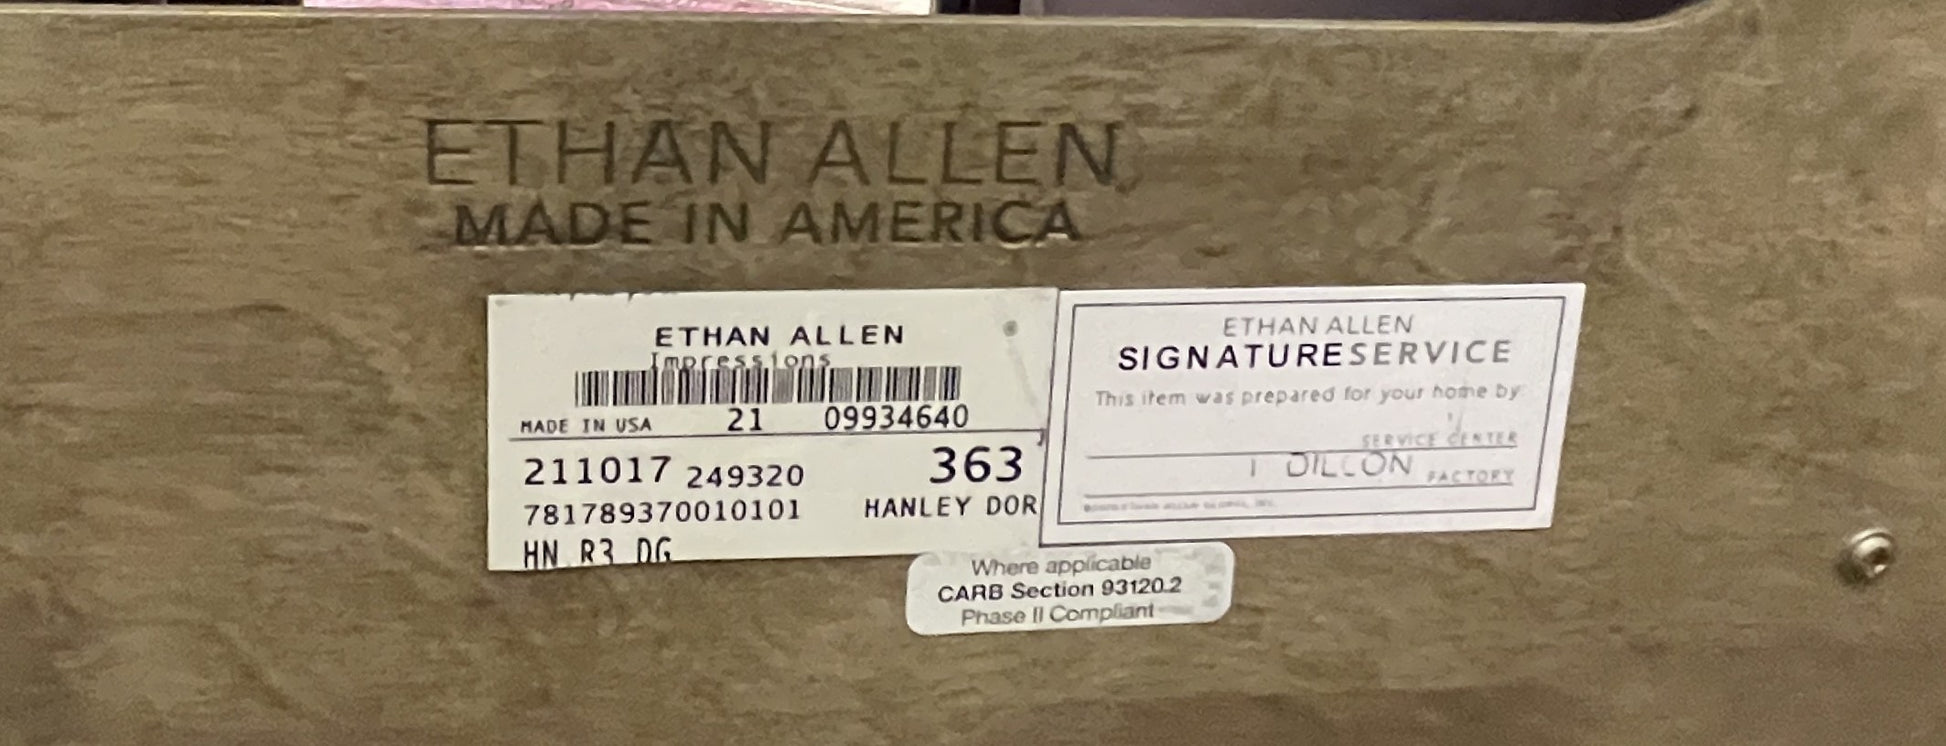 ETHAN ALLEN
MADE IN AMERICA
ETHAN ALLEN
Impressions
MADE IN USA 21 09934640
211017 249320 363
781789370010101 HANLEY DOR
HN R3 DG
ETHAN ALLEN
SIGNATURESERVICE
This item was prepared for your home by
SERVICE CENTER
DILLON FACTORY
Where applicable
CARB Section 93120.2
Phase II Compliant